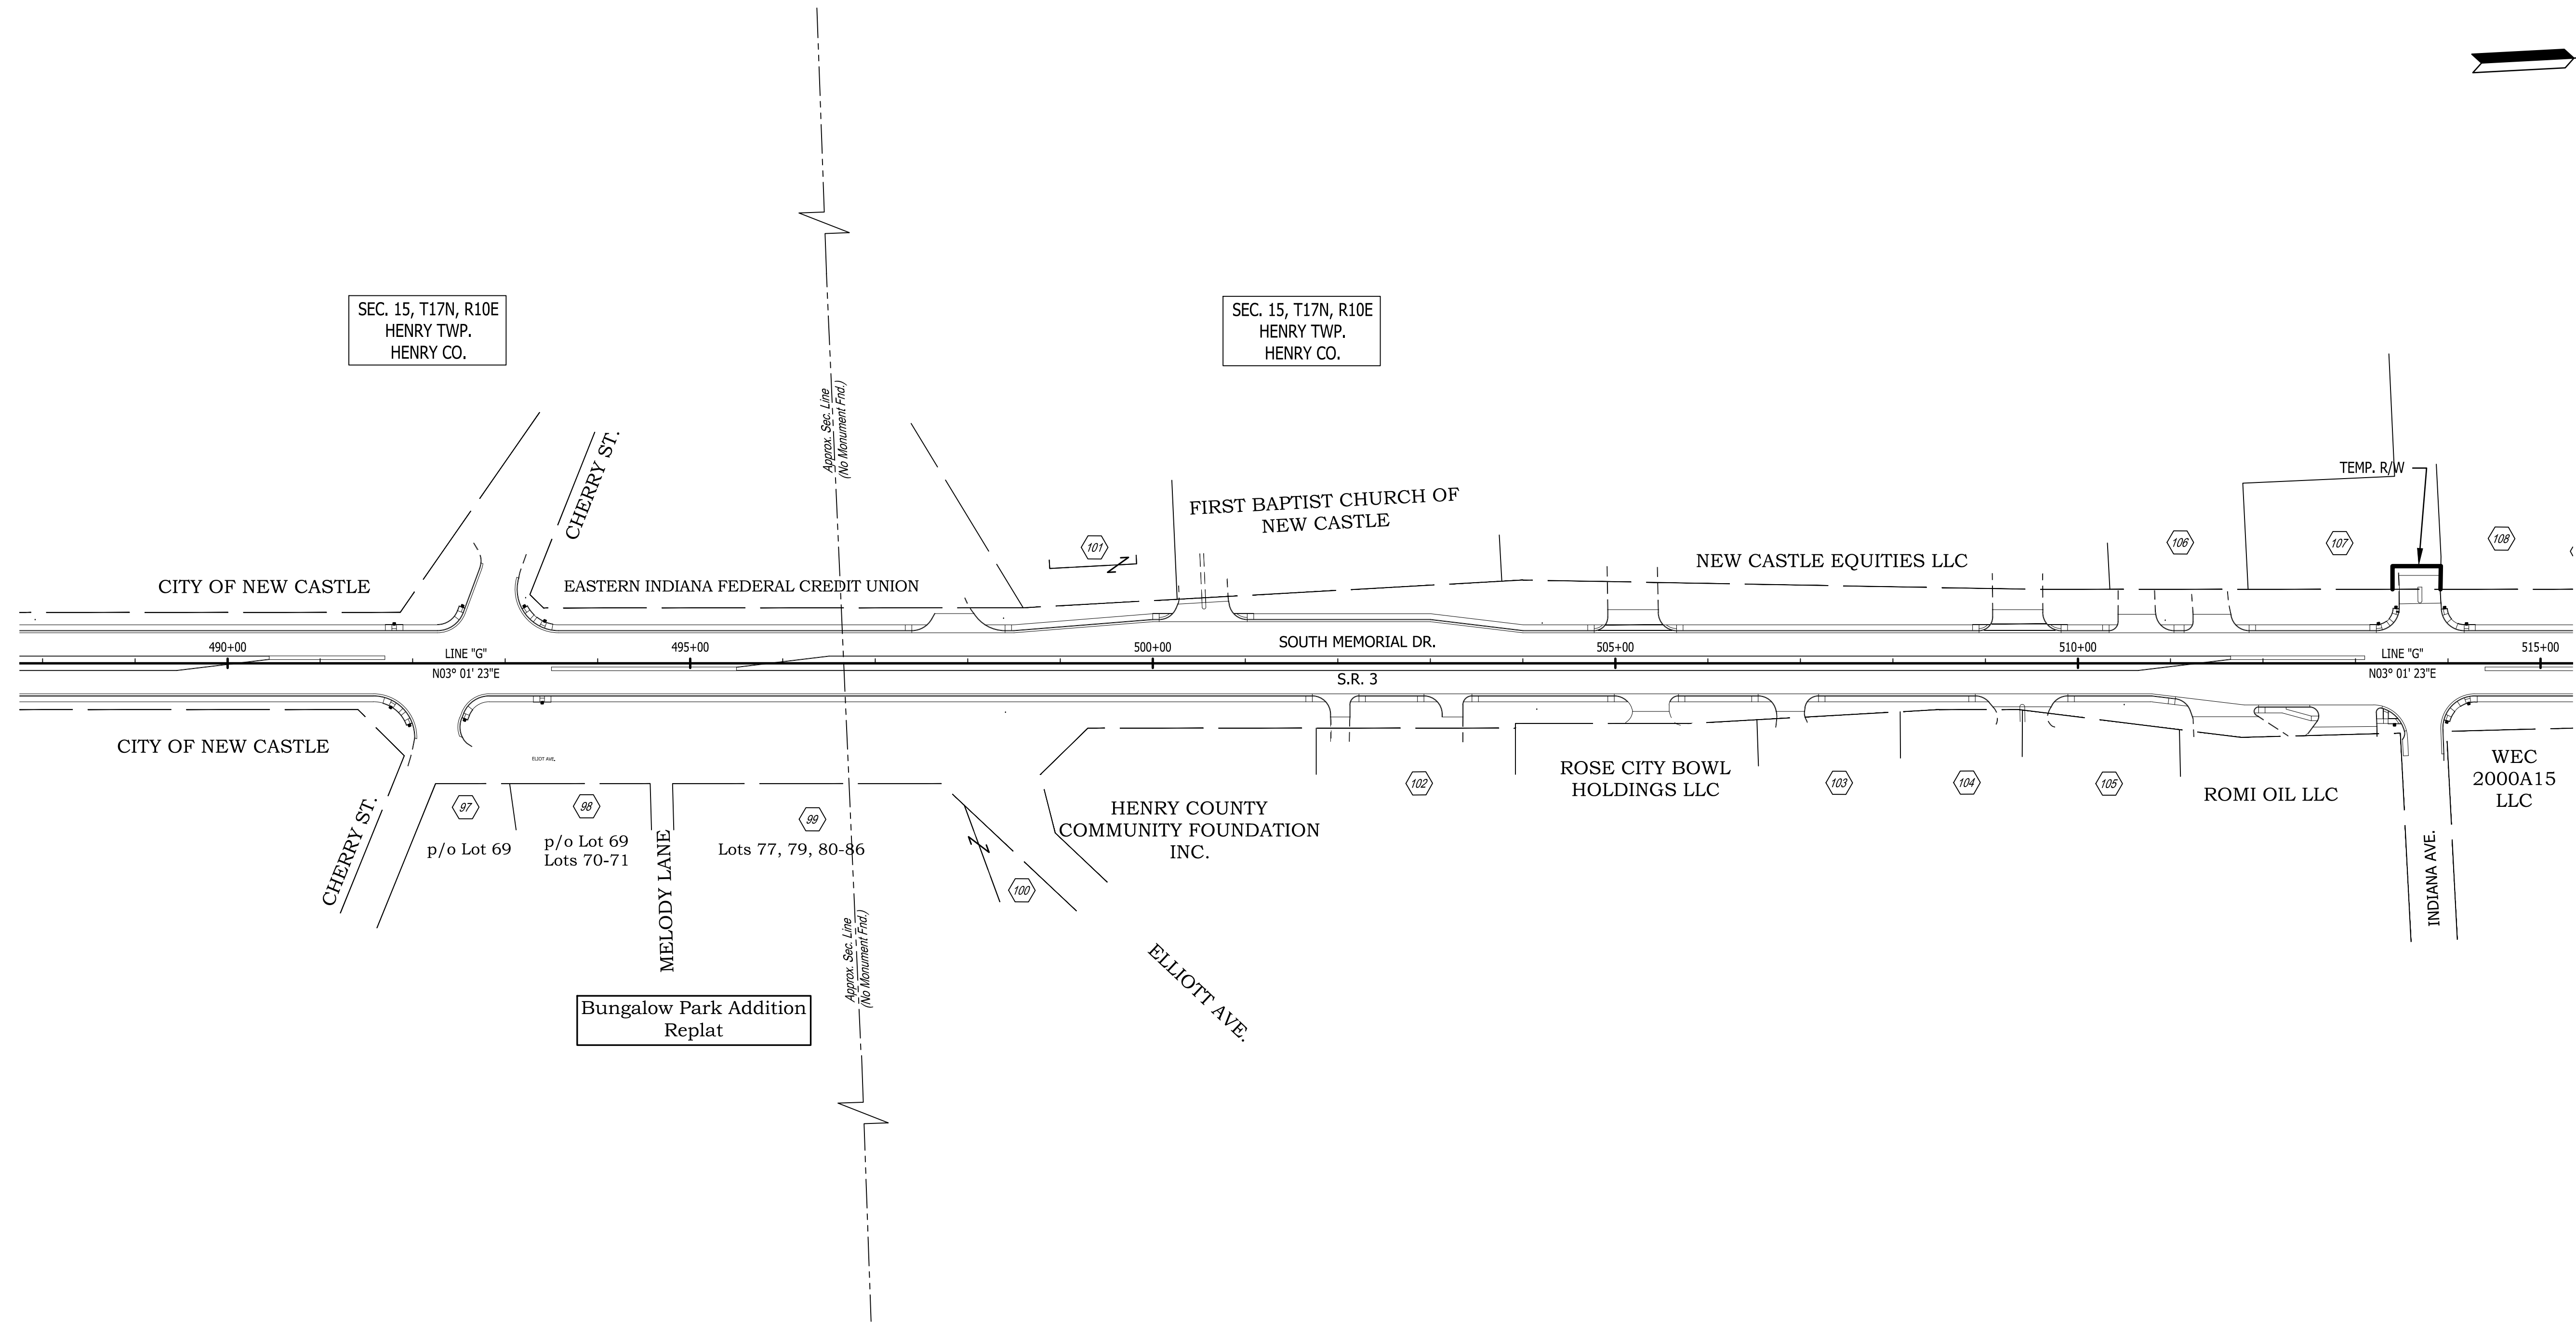 SEC. 15, T17N, R10E
HENRY TWP.
HENRY CO.
SEC. 15, T17N, R10E
HENRY TWP.
HENRY CO.
Approx. Sec. Line
(No Monument Fnd.)
CHERRY ST.
TEMP. R/W
FIRST BAPTIST CHURCH OF
NEW CASTLE
101
106
107
108
NEW CASTLE EQUITIES LLC
CITY OF NEW CASTLE
EASTERN INDIANA FEDERAL CREDIT UNION
490+00
LINE "G"
N03° 01' 23"E
495+00
500+00
SOUTH MEMORIAL DR.
S.R. 3
505+00
510+00
LINE "G"
N03° 01' 23"E
515+00
CITY OF NEW CASTLE
ELIOT AVE.
CHERRY ST.
97
p/o Lot 69
98
p/o Lot 69
Lots 70-71
MELODY LANE
99
Lots 77, 79, 80-86
Approx. Sec. Line
(No Monument Fnd.)
100
HENRY COUNTY
COMMUNITY FOUNDATION
INC.
ELLIOTT AVE.
102
ROSE CITY BOWL
HOLDINGS LLC
103
104
105
ROMI OIL LLC
INDIANA AVE.
WEC
2000A15
LLC
Bungalow Park Addition
Replat